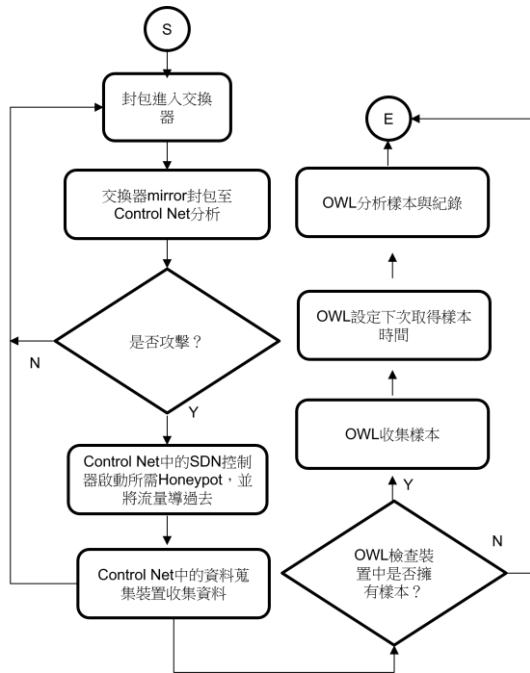 S
封包進入交換
器
交換器mirror封包至
Control Net分析
是否攻擊？
N
Y
Control Net中的SDN控制
器啟動所需Honeypot，並
將流量導過去
Control Net中的資料蒐
集裝置收集資料
E
OWL分析樣本與紀錄
OWL設定下次取得樣本
時間
OWL收集樣本
Y
N
OWL檢查裝
置中是否擁
有樣本？